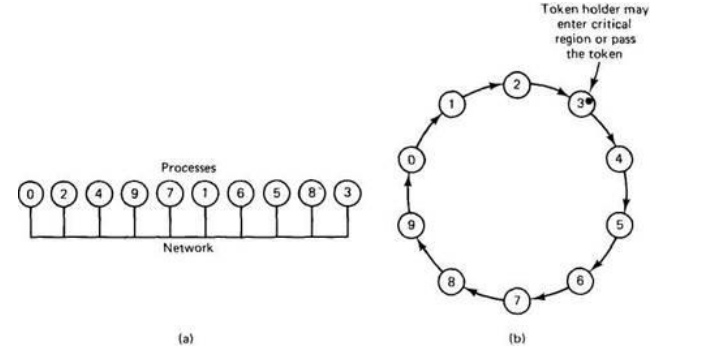 Token holder may
enter critical
region or pass
the token
Processes
0 2 4 9 7 1 6 5 8 3
Network
2
1
3
0
4
9
5
8
6
7
(a)
(b)